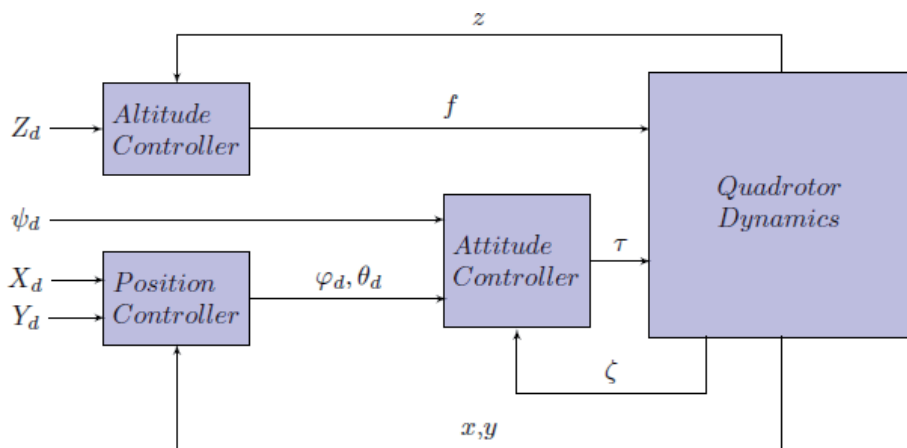 z
Z_d
Altitude
Controller
f
Quadrotor
Dynamics
ψ_d
Attitude
Controller
τ
X_d
Y_d
Position
Controller
φ_d, θ_d
ζ
x,y